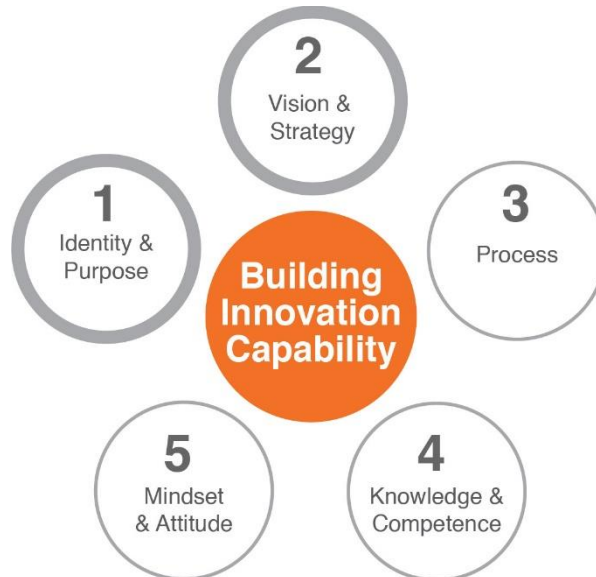 1
Identity &
Purpose
2
Vision &
Strategy
3
Process
4
Knowledge &
Competence
5
Mindset
& Attitude
Building
Innovation
Capability